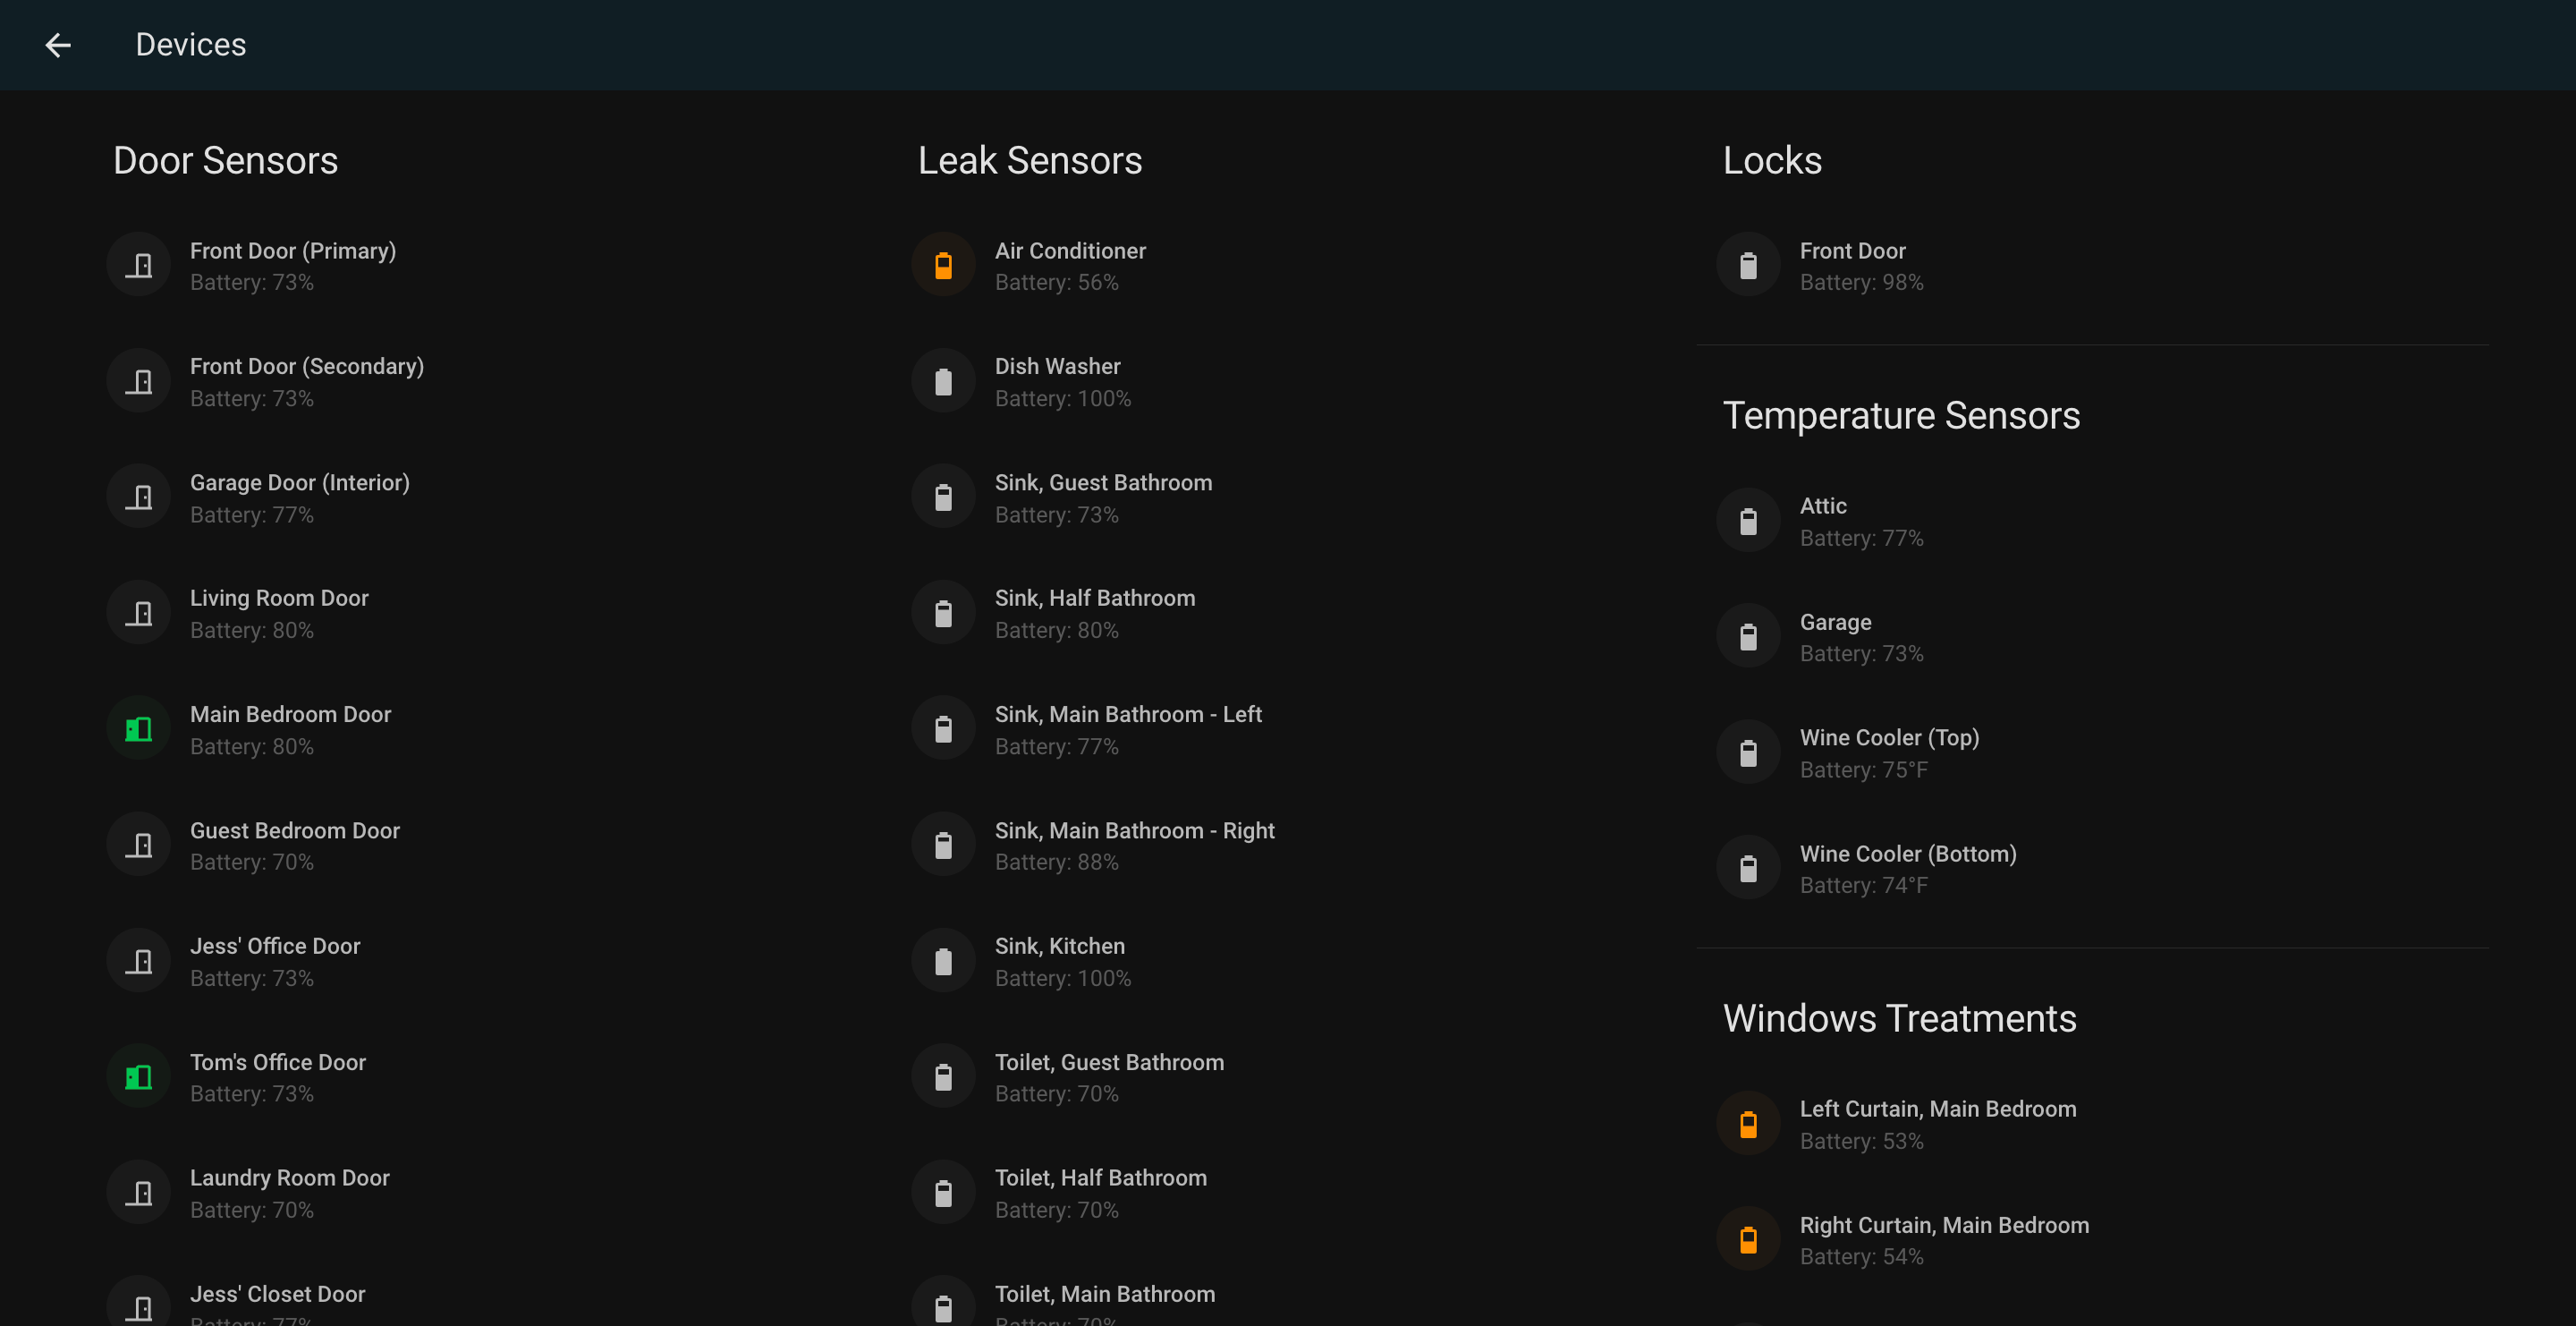 Devices
Door Sensors
Front Door (Primary)
Battery: 73%
Front Door (Secondary)
Battery: 73%
Garage Door (Interior)
Battery: 77%
Living Room Door
Battery: 80%
Main Bedroom Door
Battery: 80%
Guest Bedroom Door
Battery: 70%
Jess' Office Door
Battery: 73%
Tom's Office Door
Battery: 73%
Laundry Room Door
Battery: 70%
Jess' Closet Door
Battery: 77%
Leak Sensors
Air Conditioner
Battery: 56%
Dish Washer
Battery: 100%
Sink, Guest Bathroom
Battery: 73%
Sink, Half Bathroom
Battery: 80%
Sink, Main Bathroom - Left
Battery: 77%
Sink, Main Bathroom - Right
Battery: 88%
Sink, Kitchen
Battery: 100%
Toilet, Guest Bathroom
Battery: 70%
Toilet, Half Bathroom
Battery: 70%
Toilet, Main Bathroom
Battery: 70%
Locks
Front Door
Battery: 98%
Temperature Sensors
Attic
Battery: 77%
Garage
Battery: 73%
Wine Cooler (Top)
Battery: 75°F
Wine Cooler (Bottom)
Battery: 74°F
Windows Treatments
Left Curtain, Main Bedroom
Battery: 53%
Right Curtain, Main Bedroom
Battery: 54%